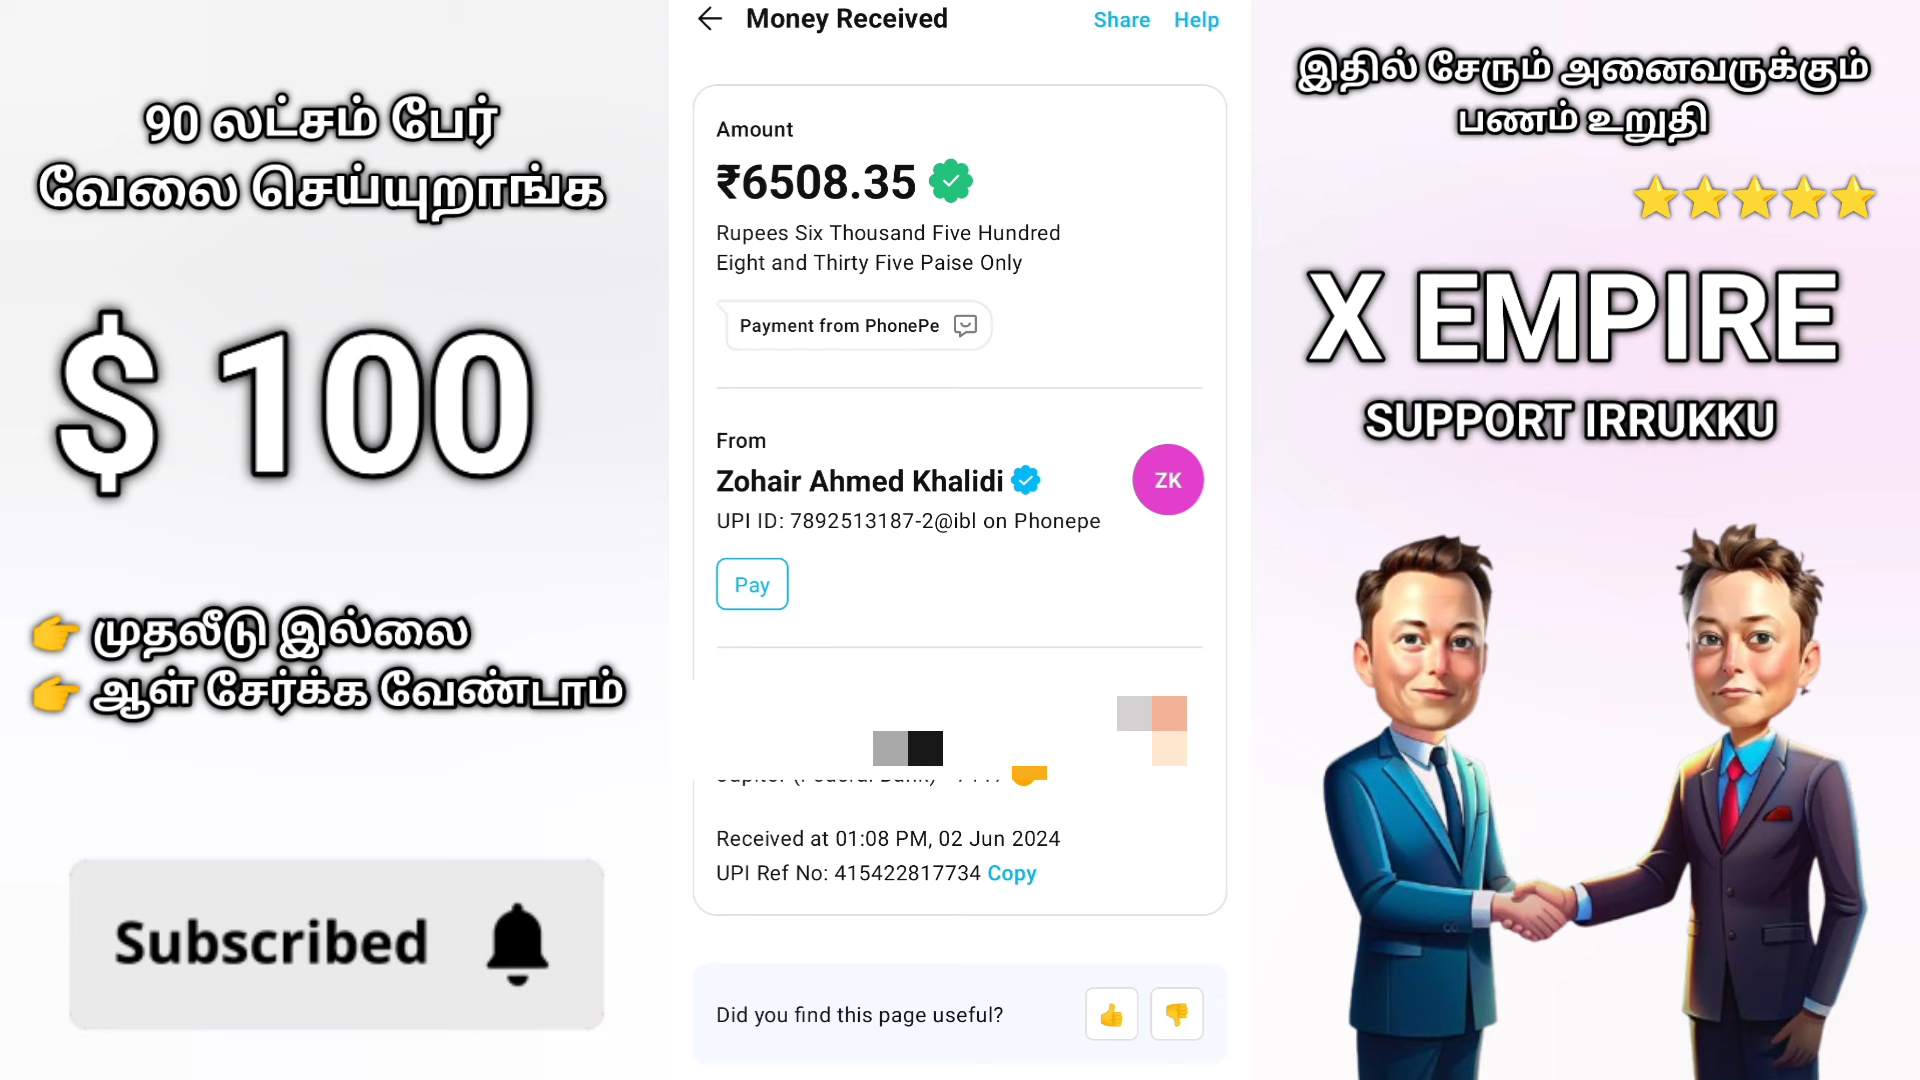 90 லட்சம் பேர்
வேலை செய்யுறாங்க
$ 100
👉 முதலீடு இல்லை
👉 ஆள் சேர்க்க வேண்டாம்
Subscribed
Money Received
Share Help
Amount
₹6508.35
Rupees Six Thousand Five Hundred
Eight and Thirty Five Paise Only
Payment from PhonePe
From
Zohair Ahmed Khalidi
ZK
UPI ID: 7892513187-2@ibl on Phonepe
Pay
Received at 01:08 PM, 02 Jun 2024
UPI Ref No: 415422817734 Copy
Did you find this page useful?
இதில் சேரும் அனைவருக்கும்
பணம் உறுதி
X EMPIRE
SUPPORT IRRUKKU